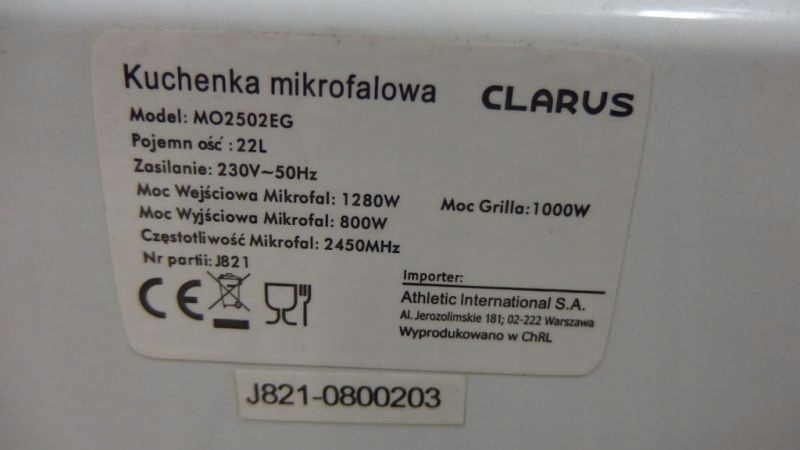 Kuchenka mikrofalowa CLARUS
Model: MO2502EG
Pojemn ość : 22L
Zasilanie: 230V~50Hz
Moc Wejściowa Mikrofal: 1280W Moc Grilla: 1000W
Moc Wyjściowa Mikrofal: 800W
Częstotliwość Mikrofal: 2450MHz
Nr partii: J821
CE
Importer:
Athletic International S.A.
Al. Jerozolimskie 181; 02-222 Warszawa
Wyprodukowano w ChRL
J821-0800203